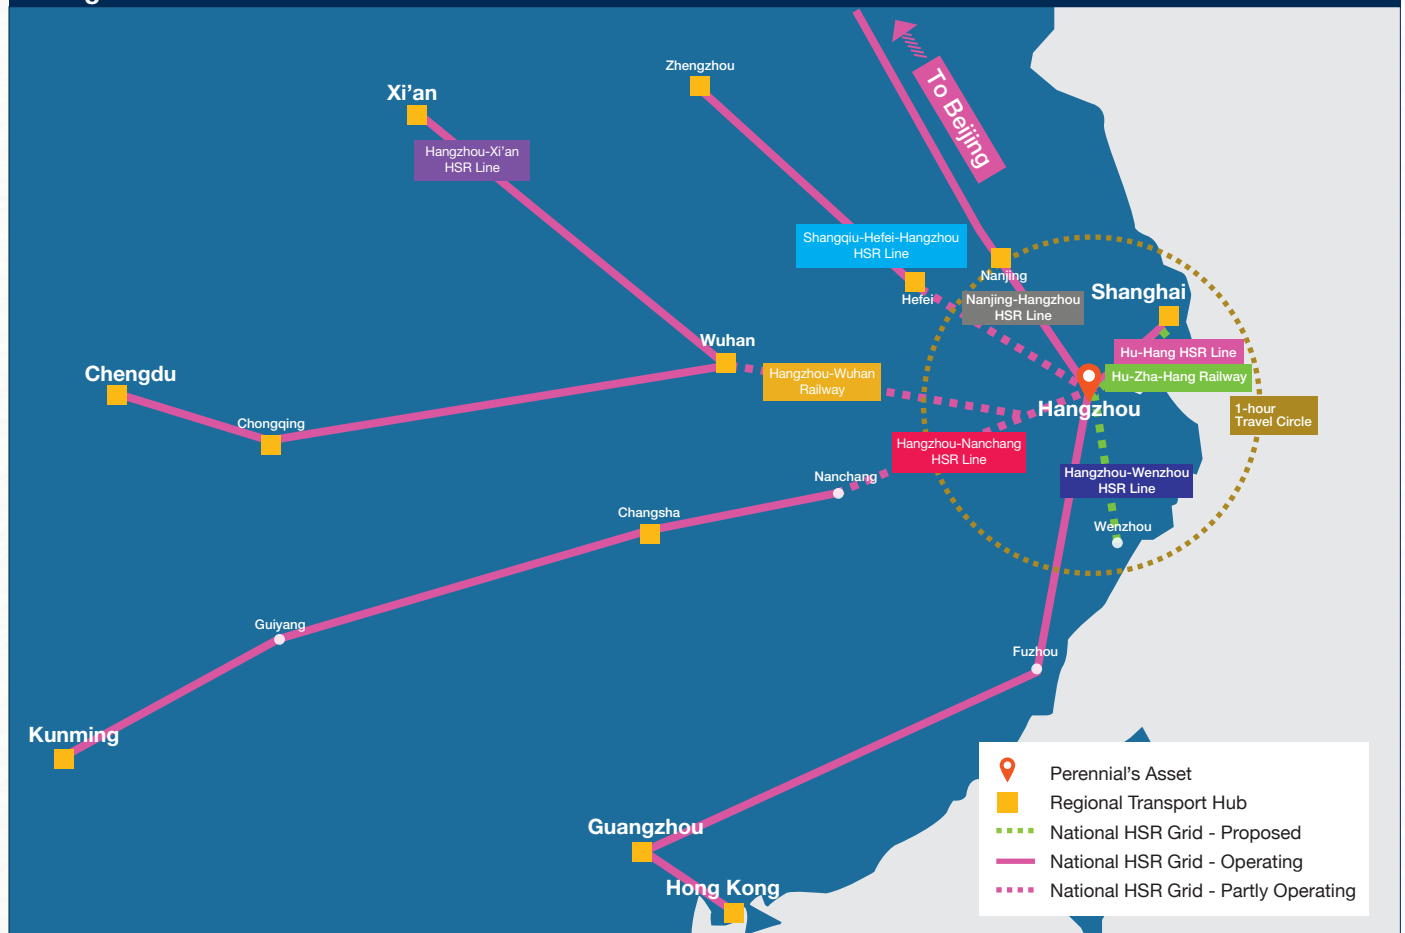 To Beijing
Zhengzhou
Xi'an
Hangzhou-Xi'an
HSR Line
Shangqiu-Hefei-Hangzhou
HSR Line
Nanjing
Hefei
Nanjing-Hangzhou
HSR Line
Shanghai
Wuhan
Hu-Hang HSR Line
Chengdu
Hangzhou-Wuhan
Railway
Hu-Zha-Hang Railway
Hangzhou
1-hour
Travel Circle
Chongqing
Hangzhou-Nanchang
HSR Line
Nanchang
Hangzhou-Wenzhou
HSR Line
Changsha
Wenzhou
Guiyang
Fuzhou
Kunming
Guangzhou
Hong Kong
Perennial's Asset
Regional Transport Hub
National HSR Grid - Proposed
National HSR Grid - Operating
National HSR Grid - Partly Operating